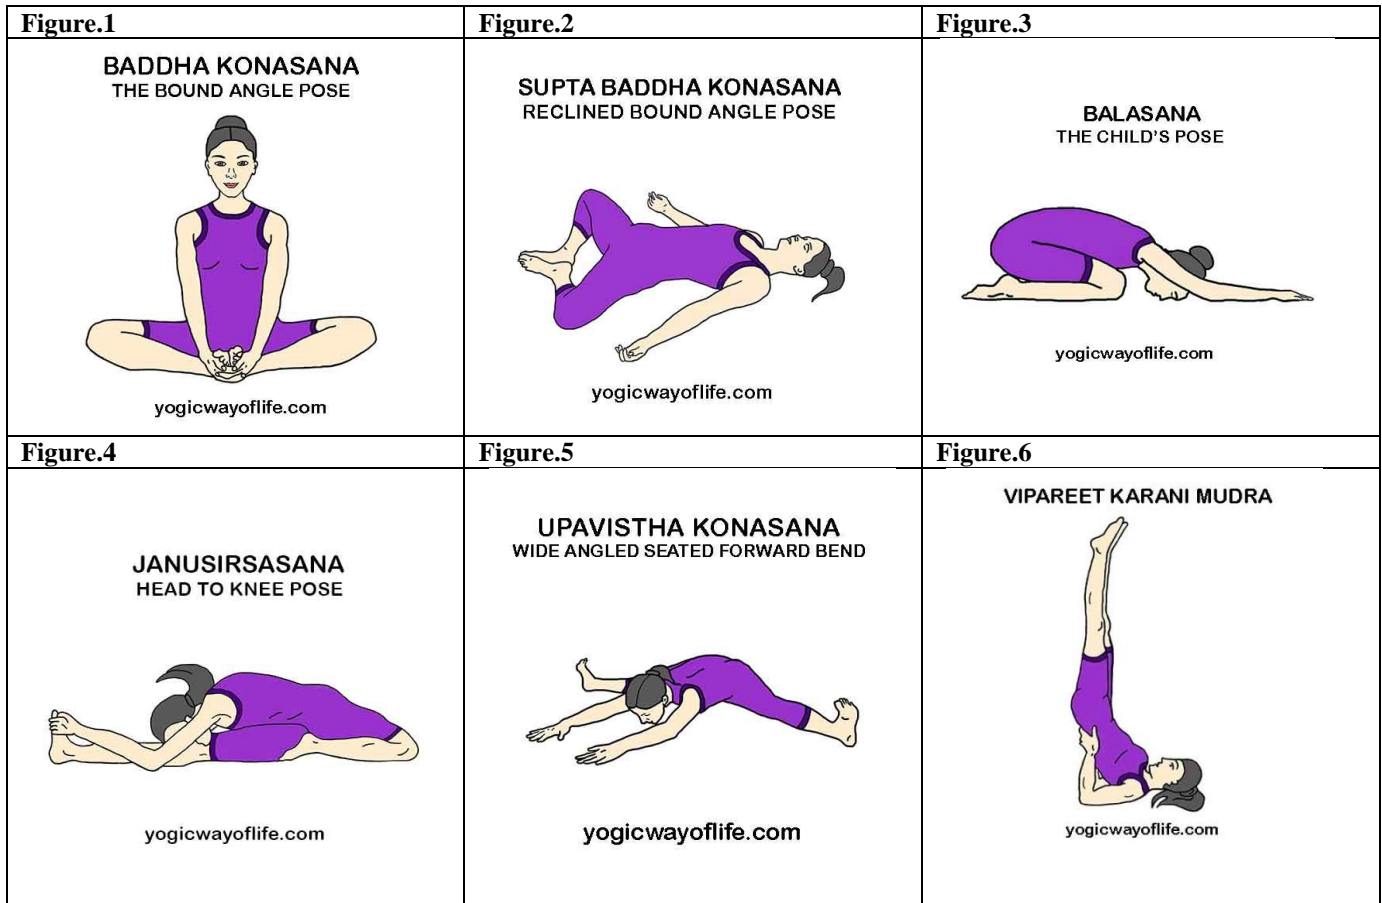 Figure.1
BADDHA KONASANA
THE BOUND ANGLE POSE
yogicwayoflife.com
Figure.2
SUPTA BADDHA KONASANA
RECLINED BOUND ANGLE POSE
yogicwayoflife.com
Figure.3
BALASANA
THE CHILD'S POSE
yogicwayoflife.com
Figure.4
JANUSIRSASANA
HEAD TO KNEE POSE
yogicwayoflife.com
Figure.5
UPAVISTHA KONASANA
WIDE ANGLED SEATED FORWARD BEND
yogicwayoflife.com
Figure.6
VIPAREET KARANI MUDRA
yogicwayoflife.com